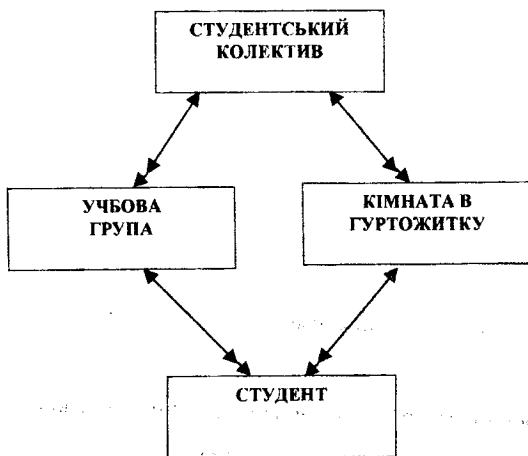 СТУДЕНТСЬКИЙ
КОЛЕКТИВ
УЧБОВА
ГРУПА
КІМНАТА В
ГУРТОЖИТКУ
СТУДЕНТ